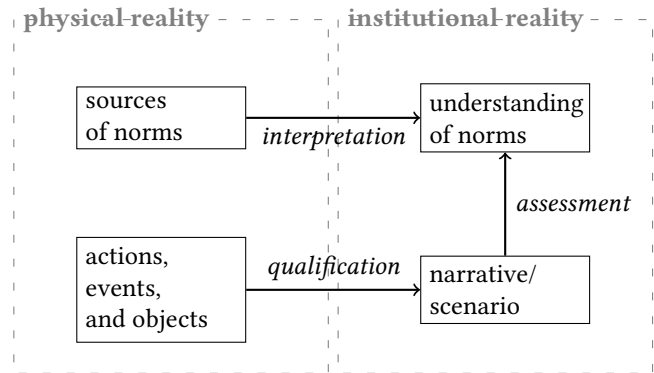 physical reality
institutional reality
sources
of norms
interpretation
understanding
of norms
assessment
actions,
events,
and objects
qualification
narrative/
scenario